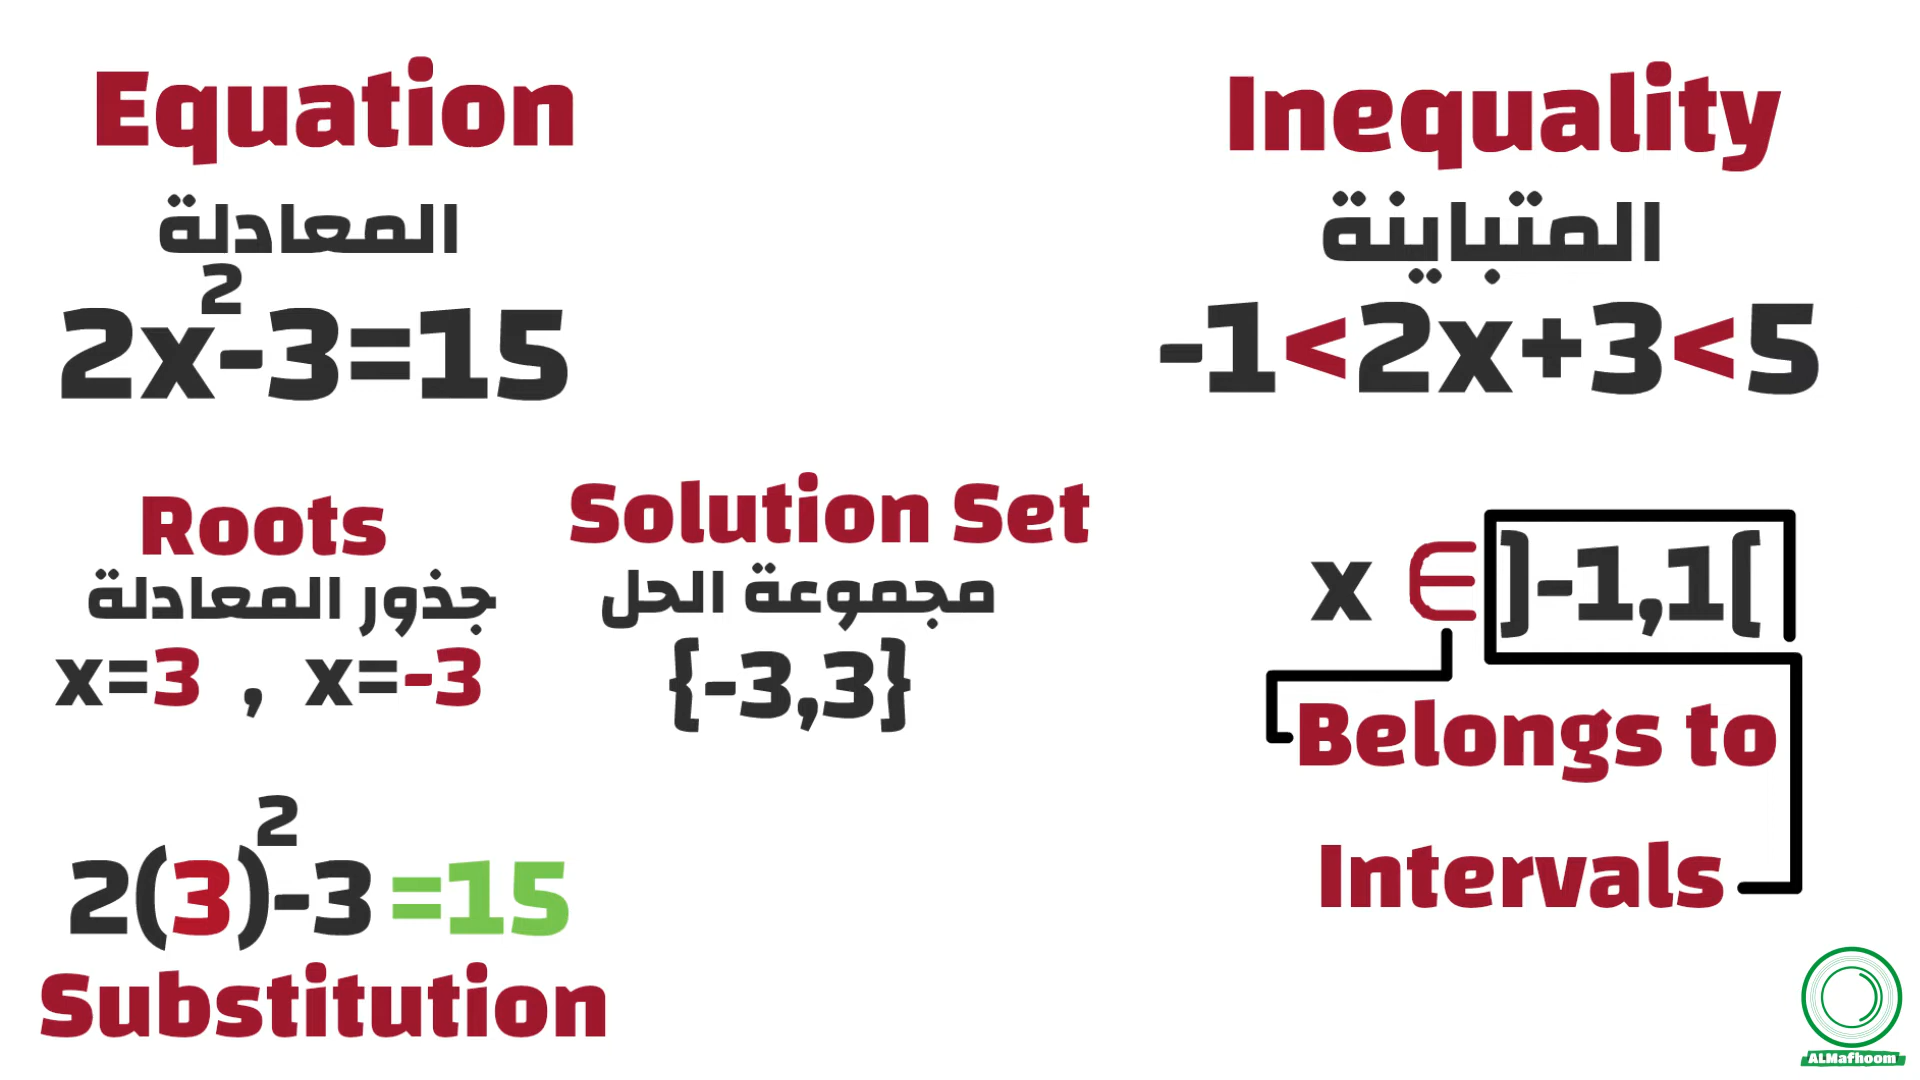 Equation
المعادلة
2x²-3=15
Roots
جذور المعادلة
x=3 , x=-3
Solution Set
مجموعة الحل
{-3,3}
2(3)²-3 =15
Substitution
Inequality
المتباينة
-1<2x+3<5
x ∈ ]-1,1[
Belongs to
Intervals
ALMafhoom